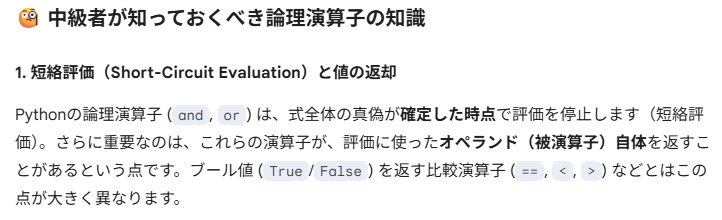 🧐 中級者が知っておくべき論理演算子の知識
1. 短絡評価（Short-Circuit Evaluation）と値の返却
Pythonの論理演算子 ( and , or ) は、式全体の真偽が確定した時点で評価を停止します（短絡評
価）。さらに重要なのは、これらの演算子が、評価に使ったオペランド（被演算子）自体を返すこ
とがあるという点です。ブール値 ( True / False ) を返す比較演算子 ( == , < , > ) などとはこの
点が大きく異なります。